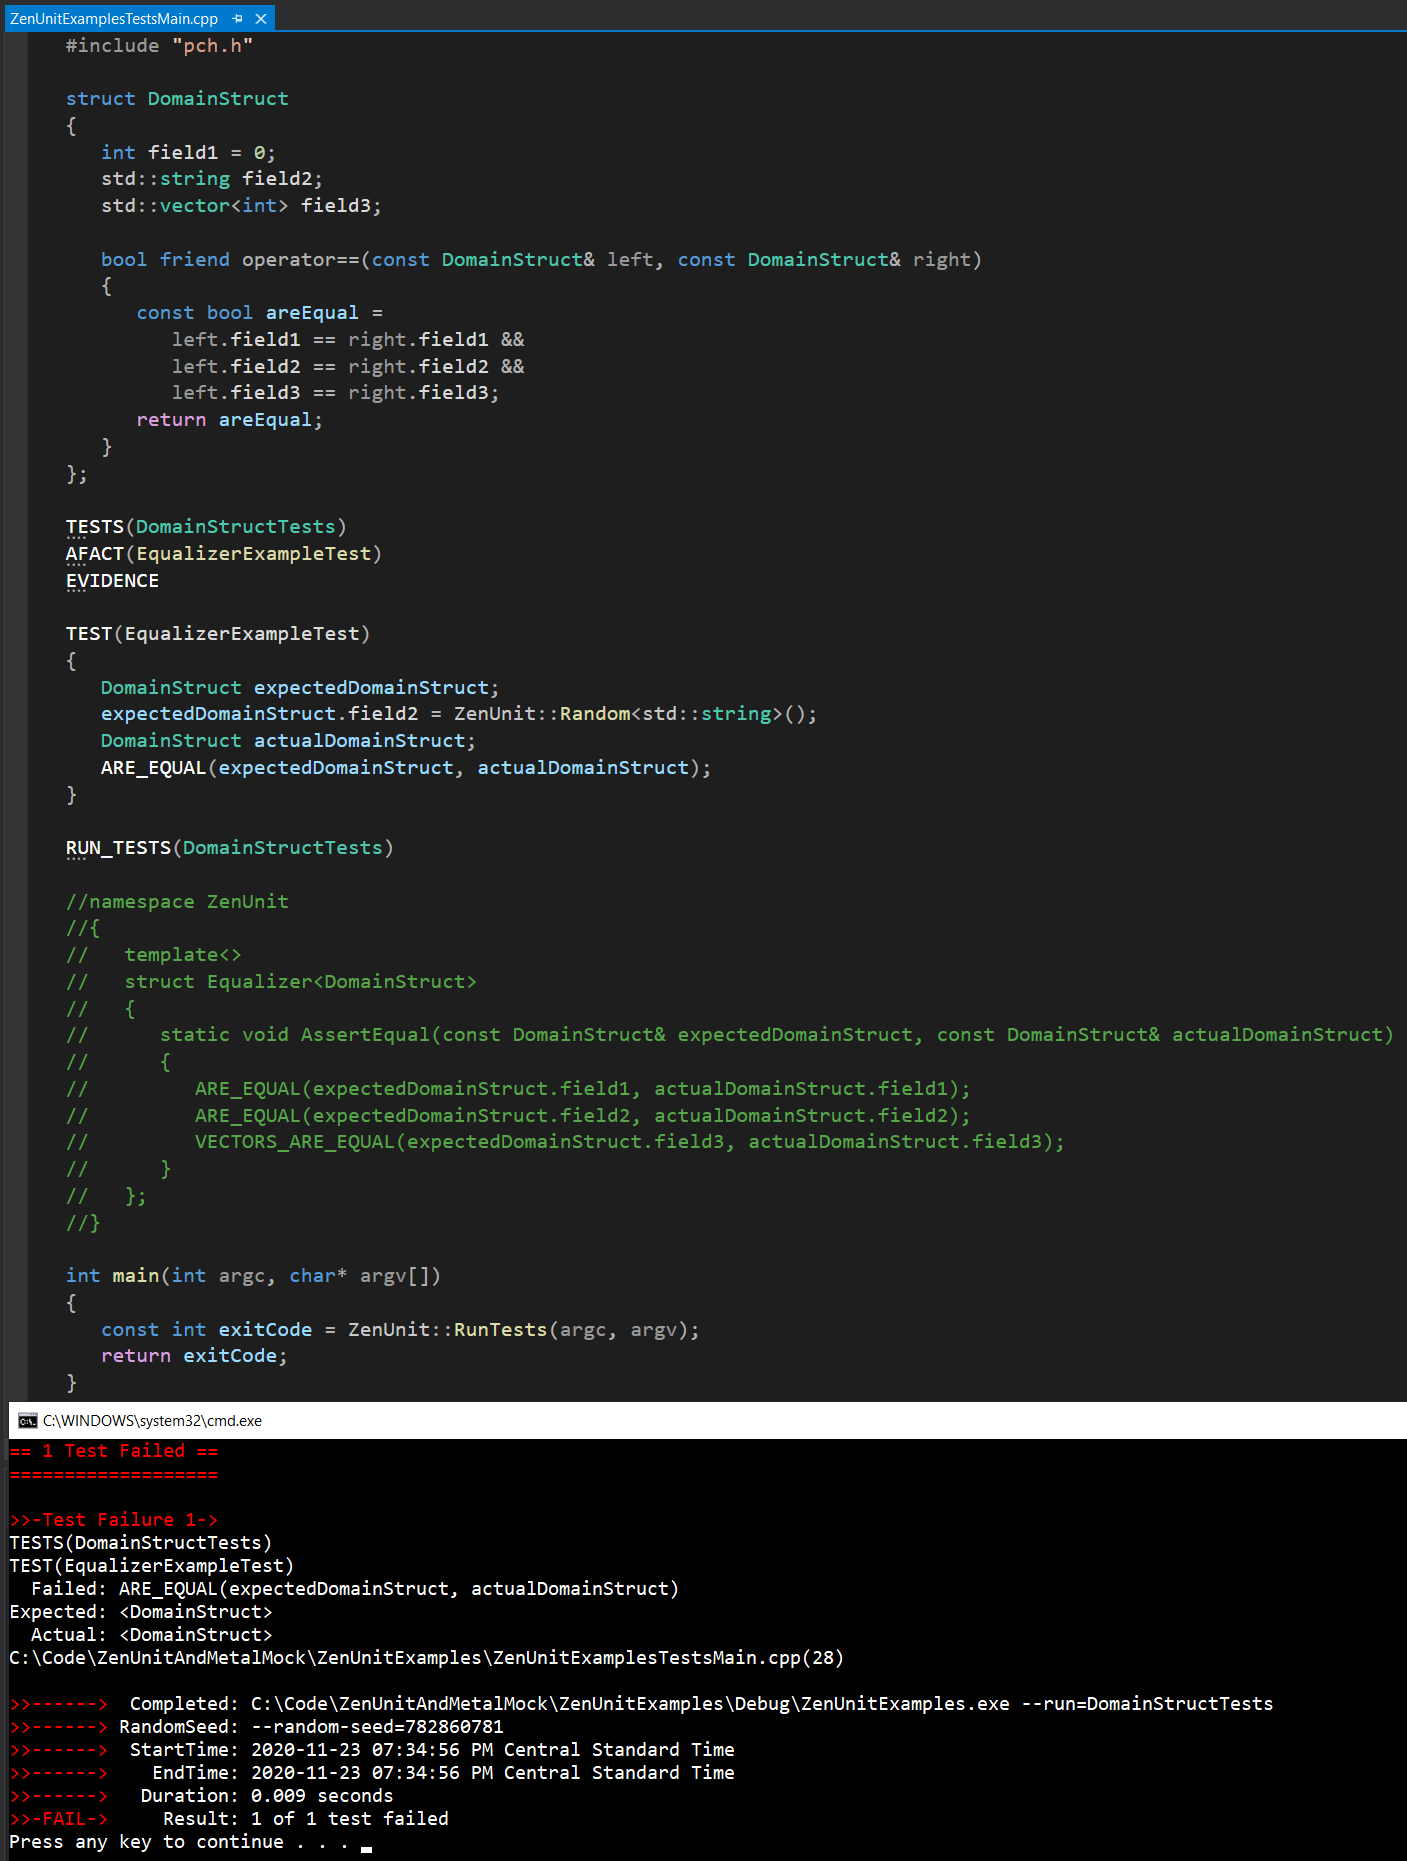 ZenUnitExamplesTestsMain.cpp
#include "pch.h"
struct DomainStruct
{
int field1 = 0;
std::string field2;
std::vector<int> field3;
bool friend operator==(const DomainStruct& left, const DomainStruct& right)
{
const bool areEqual =
left.field1 == right.field1 &&
left.field2 == right.field2 &&
left.field3 == right.field3;
return areEqual;
}
};
TESTS(DomainStructTests)
AFACT(EqualizerExampleTest)
EVIDENCE
TEST(EqualizerExampleTest)
{
DomainStruct expectedDomainStruct;
expectedDomainStruct.field2 = ZenUnit::Random<std::string>();
DomainStruct actualDomainStruct;
ARE_EQUAL(expectedDomainStruct, actualDomainStruct);
}
RUN_TESTS(DomainStructTests)
//namespace ZenUnit
//{
//   template<>
//   struct Equalizer<DomainStruct>
//   {
//      static void AssertEqual(const DomainStruct& expectedDomainStruct, const DomainStruct& actualDomainStruct)
//      {
//         ARE_EQUAL(expectedDomainStruct.field1, actualDomainStruct.field1);
//         ARE_EQUAL(expectedDomainStruct.field2, actualDomainStruct.field2);
//         VECTORS_ARE_EQUAL(expectedDomainStruct.field3, actualDomainStruct.field3);
//      }
//   };
//}
int main(int argc, char* argv[])
{
const int exitCode = ZenUnit::RunTests(argc, argv);
return exitCode;
}
C:\WINDOWS\system32\cmd.exe
== 1 Test Failed ==
===================
>>-Test Failure 1->
TESTS(DomainStructTests)
TEST(EqualizerExampleTest)
Failed: ARE_EQUAL(expectedDomainStruct, actualDomainStruct)
Expected: <DomainStruct>
Actual: <DomainStruct>
C:\Code\ZenUnitAndMetalMock\ZenUnitExamples\ZenUnitExamplesTestsMain.cpp(28)
>>------>  Completed: C:\Code\ZenUnitAndMetalMock\ZenUnitExamples\Debug\ZenUnitExamples.exe --run=DomainStructTests
>>------> RandomSeed: --random-seed=782860781
>>------>  StartTime: 2020-11-23 07:34:56 PM Central Standard Time
>>------>    EndTime: 2020-11-23 07:34:56 PM Central Standard Time
>>------>   Duration: 0.009 seconds
>>-FAIL->     Result: 1 of 1 test failed
Press any key to continue . . .